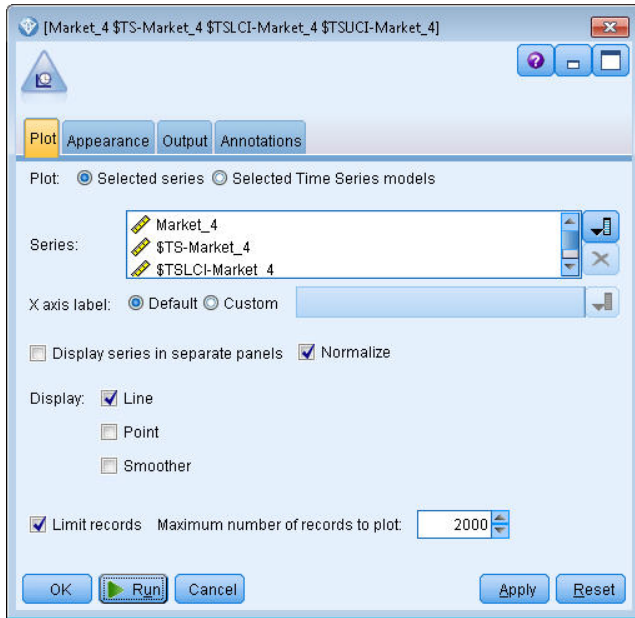 [Market_4 $TS-Market_4 $TSLCI-Market_4 $TSUCI-Market_4]
Plot Appearance Output Annotations
Plot: Selected series Selected Time Series models
Series:
Market_4
$TS-Market_4
$TSLCI-Market_4
X axis label: Default Custom
Display series in separate panels Normalize
Display: Line
Point
Smoother
Limit records Maximum number of records to plot: 2000
OK Run Cancel Apply Reset